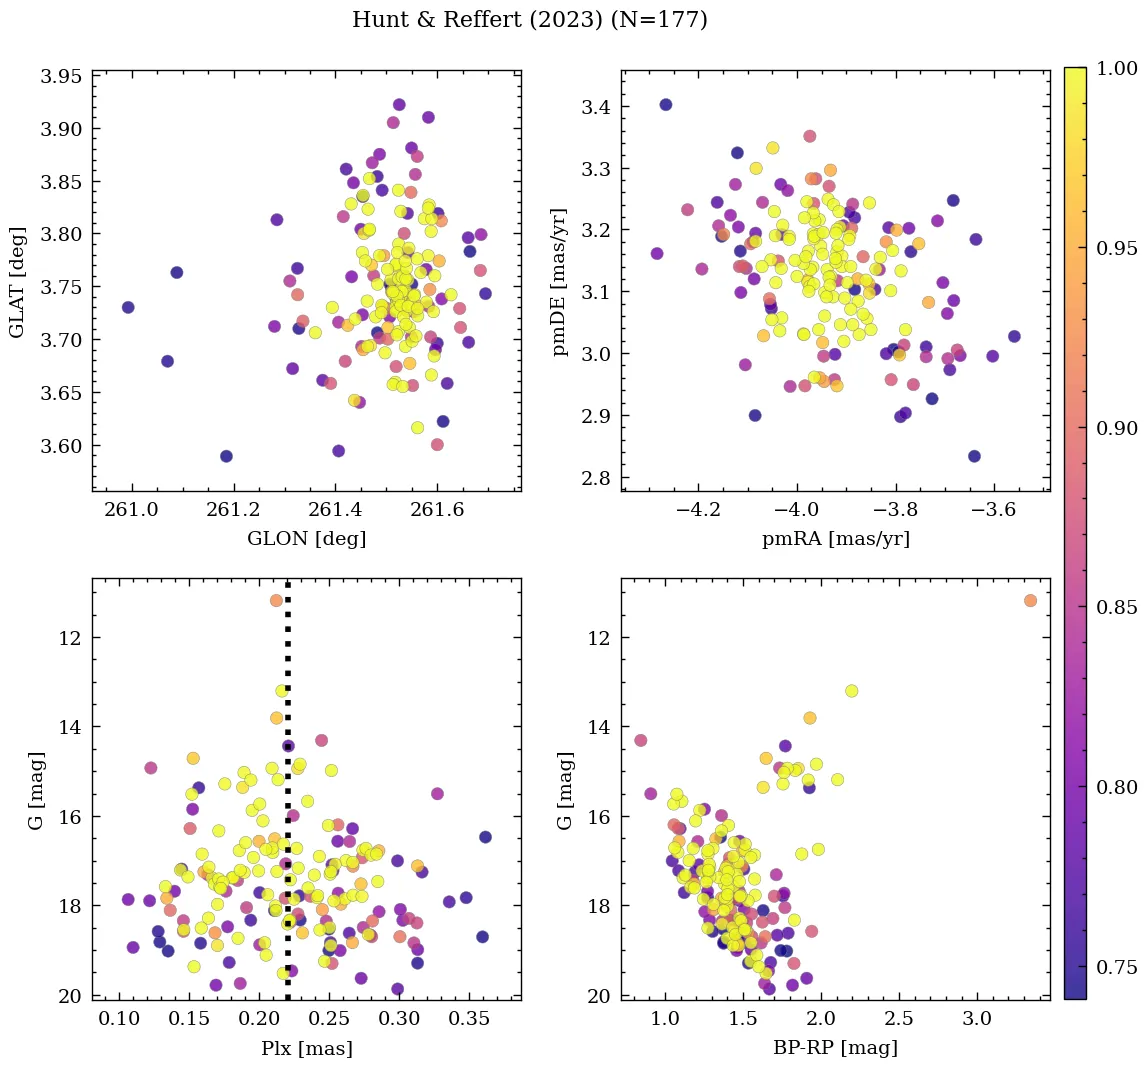 Hunt & Reffert (2023) (N=177)
3.95
3.90
3.85
3.80
3.75
3.70
3.65
3.60
GLAT [deg]
261.0 261.2 261.4 261.6
GLON [deg]
3.4
3.3
3.2
3.1
3.0
2.9
2.8
pmDE [mas/yr]
−4.2 −4.0 −3.8 −3.6
pmRA [mas/yr]
1.00
0.95
0.90
0.85
0.80
0.75
12
14
16
18
20
G [mag]
0.10 0.15 0.20 0.25 0.30 0.35
Plx [mas]
12
14
16
18
20
G [mag]
1.0 1.5 2.0 2.5 3.0
BP-RP [mag]